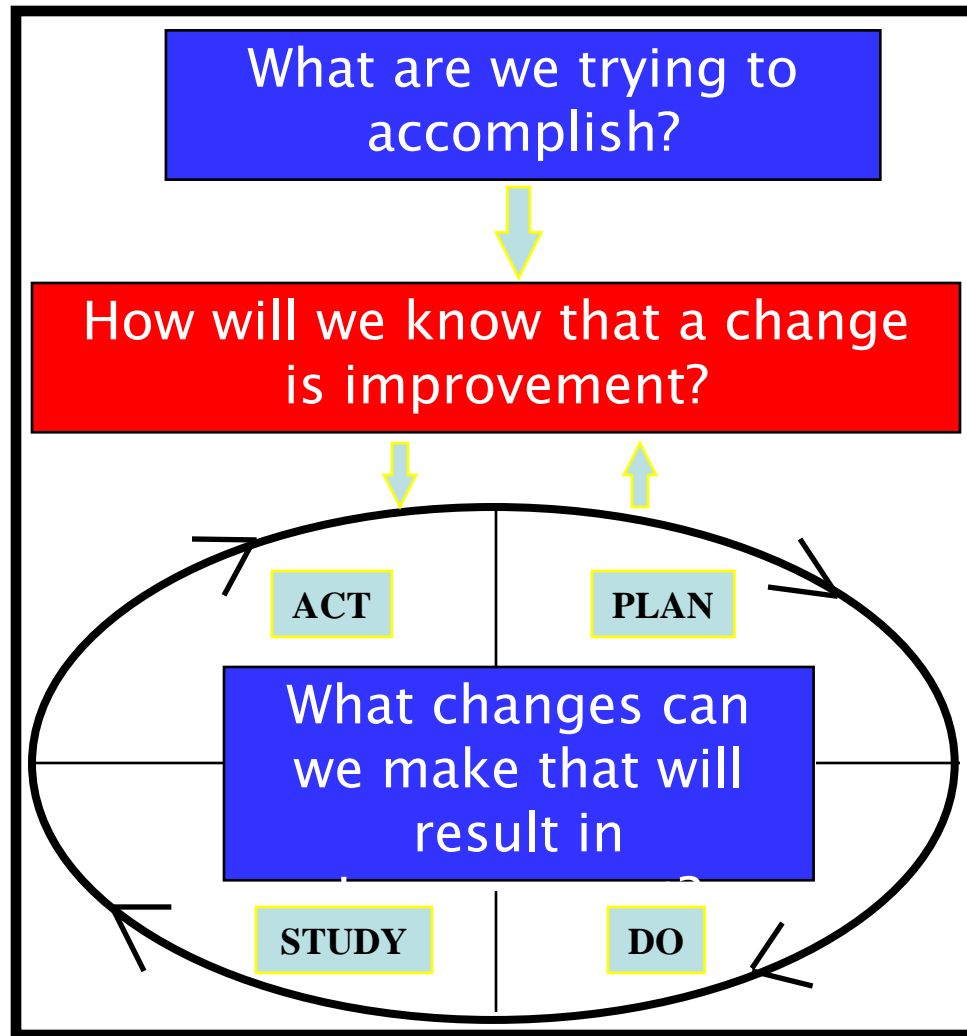 What are we trying to
accomplish?
How will we know that a change
is improvement?
ACT
PLAN
What changes can
we make that will
result in
STUDY
DO